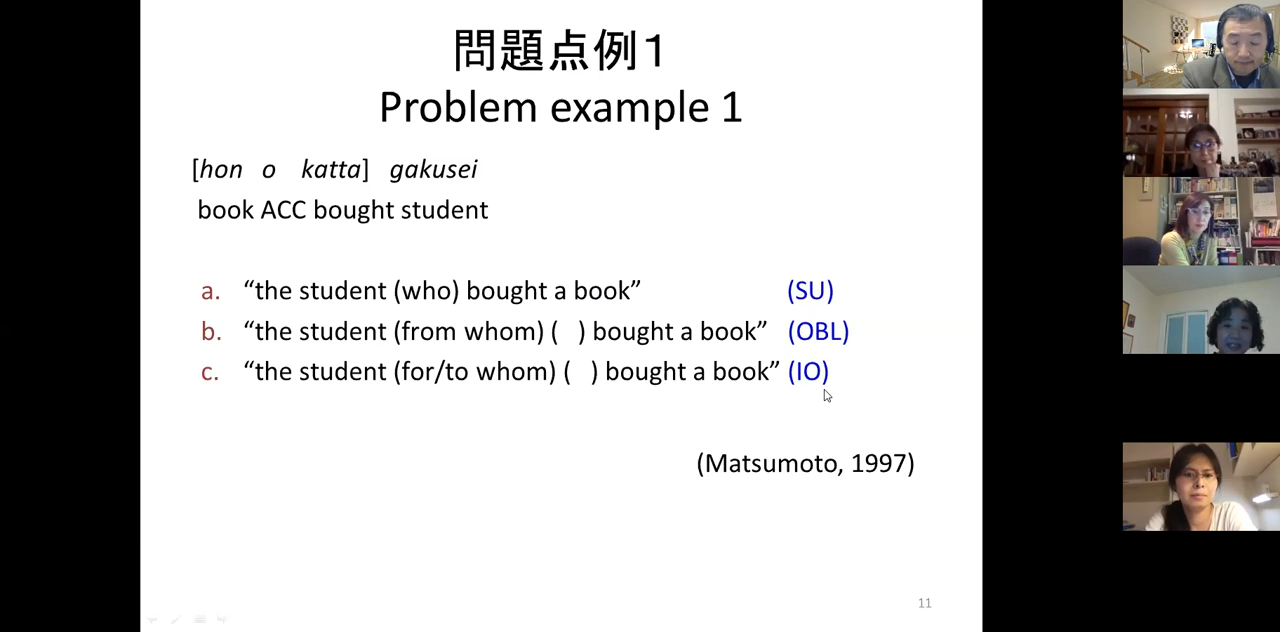 問題点例１
Problem example 1
[hon o katta] gakusei
book ACC bought student
a. “the student (who) bought a book” (SU)
b. “the student (from whom) ( ) bought a book” (OBL)
c. “the student (for/to whom) ( ) bought a book” (IO)
(Matsumoto, 1997)
11